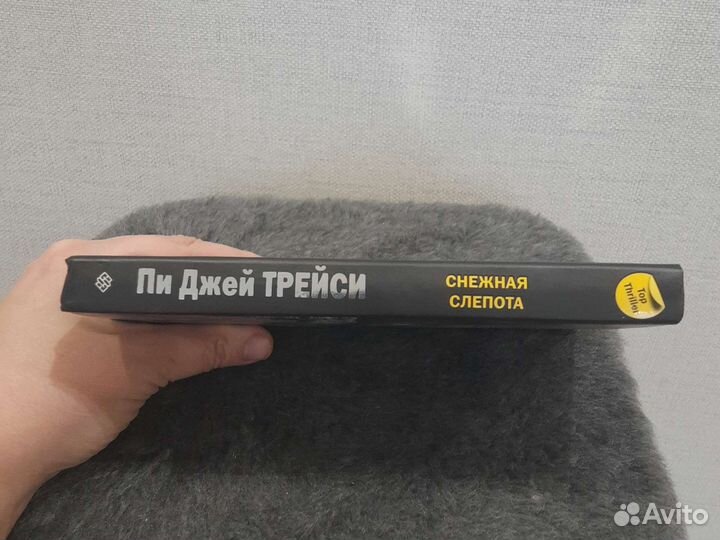 Пи Джей ТРЕЙСИ
СНЕЖНАЯ
СЛЕПОТА
Top
Thriller
Avito